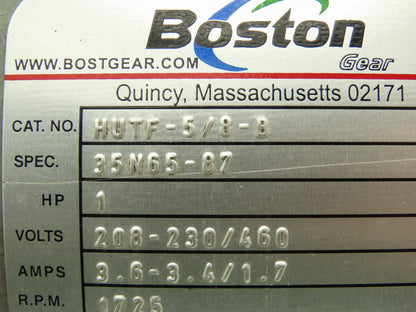 Boston
Gear
WWW.BOSTGEAR.COM
Quincy, Massachusetts 02171
CAT. NO. HUTF-5/8-B
SPEC. 35N65-87
HP 1
VOLTS 208-230/460
AMPS 3.6-3.4/1.7
R.P.M. 1725